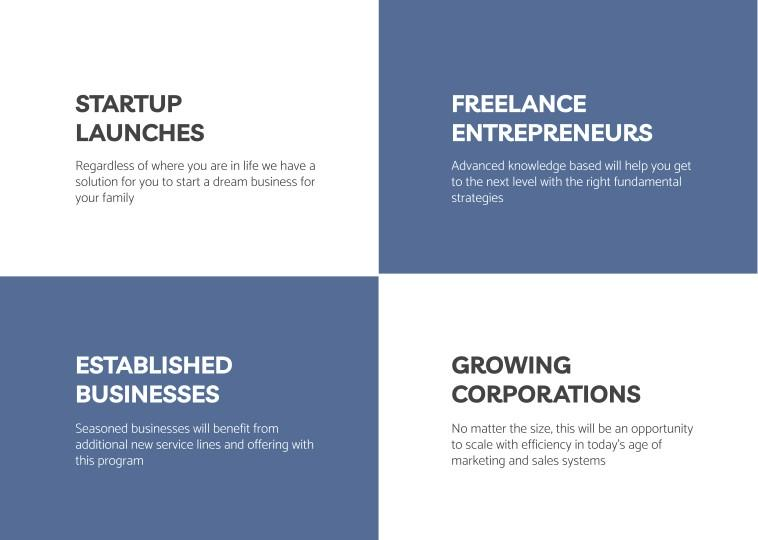 STARTUP
LAUNCHES
Regardless of where you are in life we have a
solution for you to start a dream business for
your family
FREELANCE
ENTREPRENEURS
Advanced knowledge based will help you get
to the next level with the right fundamental
strategies
ESTABLISHED
BUSINESSES
Seasoned businesses will benefit from
additional new service lines and offering with
this program
GROWING
CORPORATIONS
No matter the size, this will be an opportunity
to scale with efficiency in today's age of
marketing and sales systems